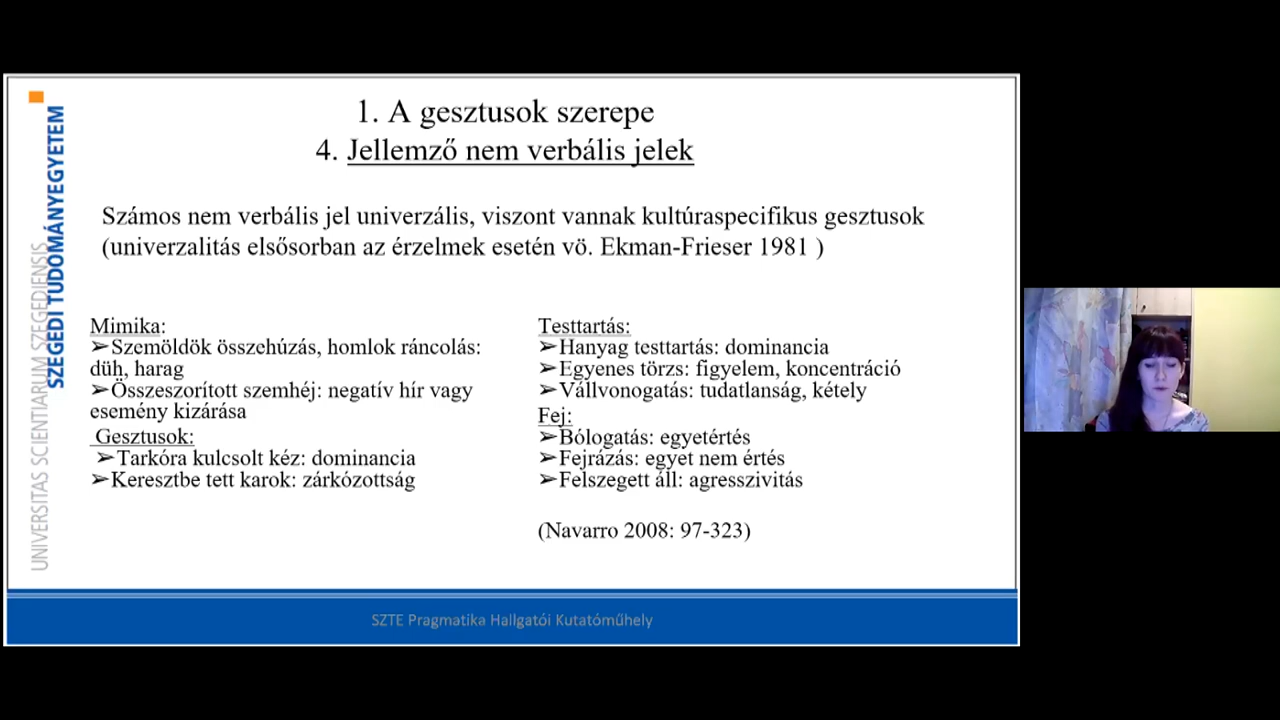 1. A gesztusok szerepe
4. Jellemző nem verbális jelek
Számos nem verbális jel univerzális, viszont vannak kultúraspecifikus gesztusok
(univerzalitás elsősorban az érzelmek esetén vö. Ekman-Frieser 1981 )
Mimika:
➢Szemöldök összehúzás, homlok ráncolás:
düh, harag
➢Összeszorított szemhéj: negatív hír vagy
esemény kizárása
Gesztusok:
➢Tarkóra kulcsolt kéz: dominancia
➢Keresztbe tett karok: zárkózottság
Testtartás:
➢Hanyag testtartás: dominancia
➢Egyenes törzs: figyelem, koncentráció
➢Vállvonogatás: tudatlanság, kétely
Fej:
➢Bólogatás: egyetértés
➢Fejrázás: egyet nem értés
➢Felszegett áll: agresszivitás
(Navarro 2008: 97-323)
UNIVERSITAS SCIENTIARUM SZEGEDIENSIS
SZEGEDI TUDOMÁNYEGYETEM
SZTE Pragmatika Hallgatói Kutatóműhely